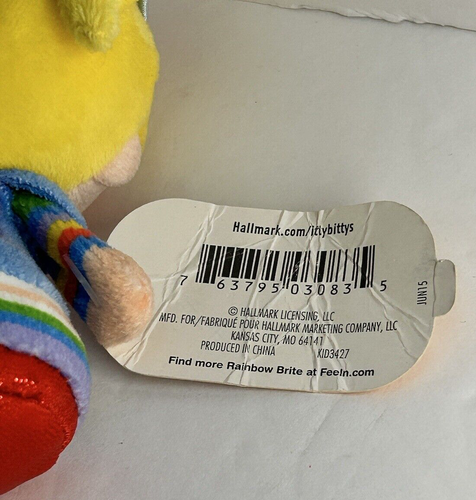 Hallmark.com/ittybittys
7 63795 03083 5
JUN15
© HALLMARK LICENSING, LLC
MFD. FOR/FABRIQUÉ POUR HALLMARK MARKETING COMPANY, LLC
KANSAS CITY, MO 64141
PRODUCED IN CHINA KID3427
Find more Rainbow Brite at Feeln.com